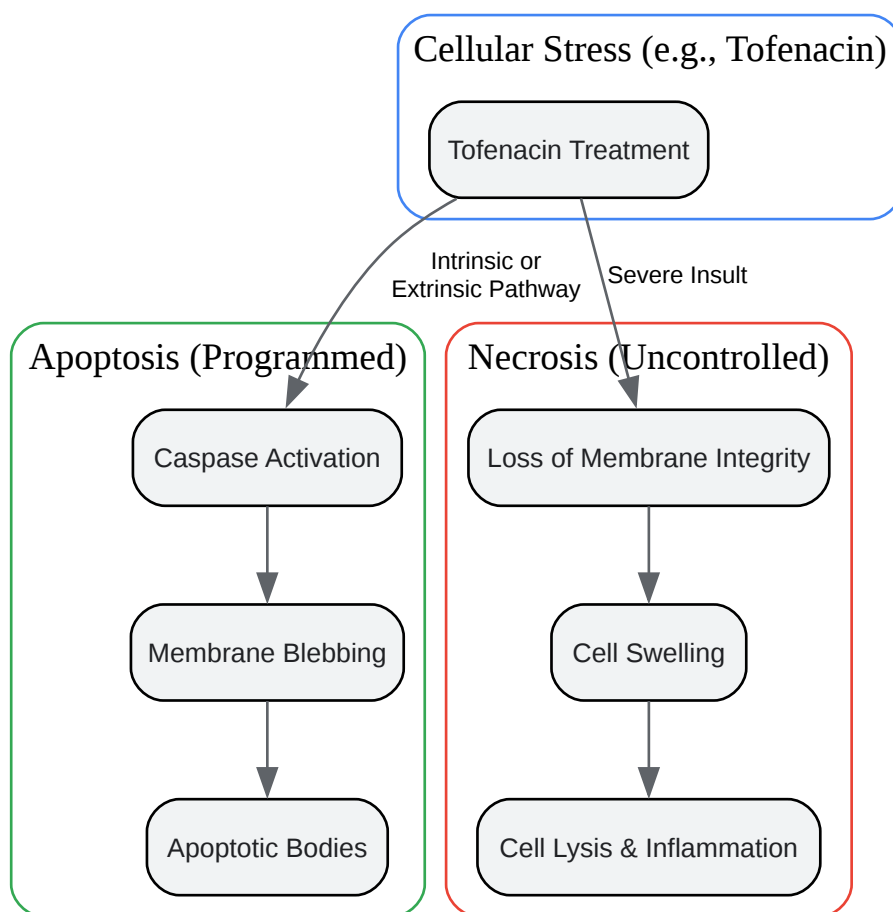 Cellular Stress (e.g., Tofenacin)
Tofenacin Treatment
Intrinsic or
Extrinsic Pathway
Severe Insult
Apoptosis (Programmed)
Caspase Activation
Membrane Blebbing
Apoptotic Bodies
Necrosis (Uncontrolled)
Loss of Membrane Integrity
Cell Swelling
Cell Lysis & Inflammation